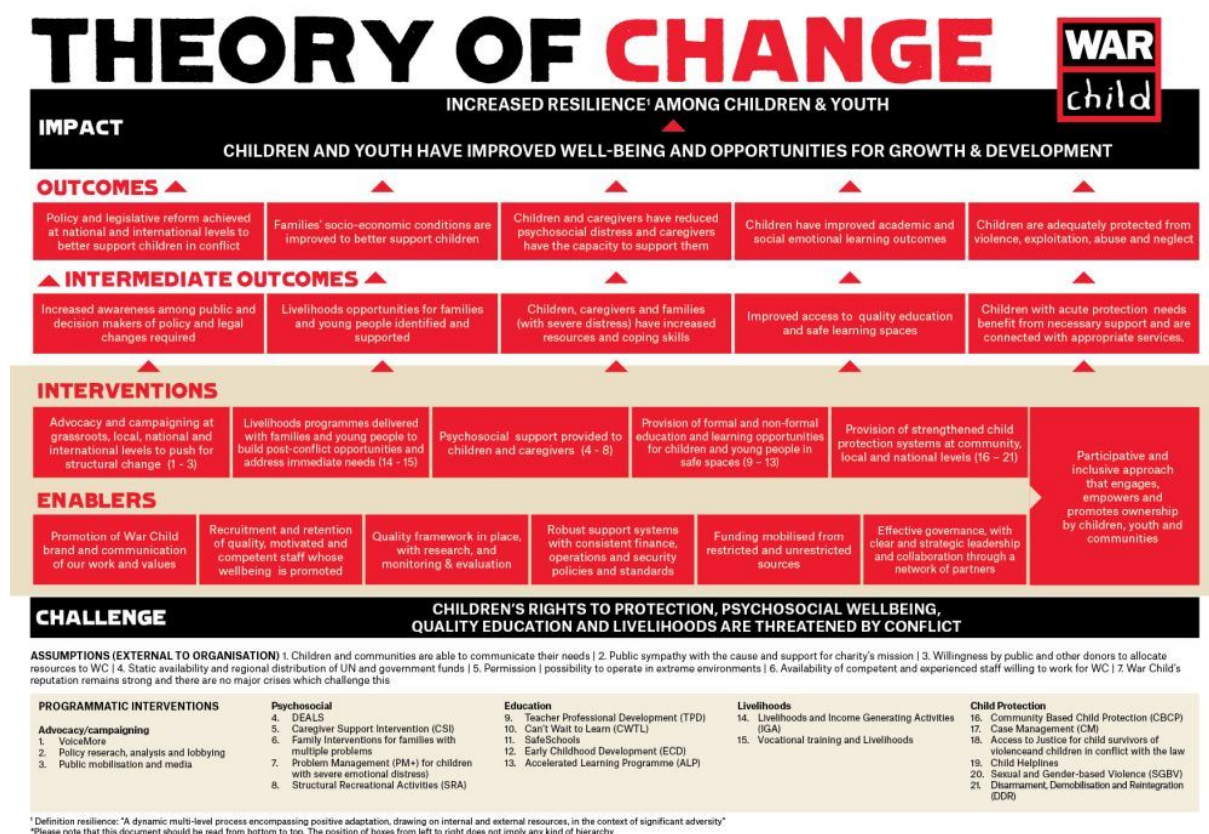 THEORY OF CHANGE
WAR
child
IMPACT
INCREASED RESILIENCE¹ AMONG CHILDREN & YOUTH
CHILDREN AND YOUTH HAVE IMPROVED WELL-BEING AND OPPORTUNITIES FOR GROWTH & DEVELOPMENT
OUTCOMES
Policy and legislative reform achieved
at national and international levels to
better support children in conflict
Families' socio-economic conditions are
improved to better support children
Children and caregivers have reduced
psychosocial distress and caregivers
have the capacity to support them
Children have improved academic and
social emotional learning outcomes
Children are adequately protected from
violence, exploitation, abuse and neglect
INTERMEDIATE OUTCOMES
Increased awareness among public and
decision makers of policy and legal
changes required
Livelihoods opportunities for families
and young people identified and
supported
Children, caregivers and families
(with severe distress) have increased
resources and coping skills
Improved access to quality education
and safe learning spaces
Children with acute protection needs
benefit from necessary support and are
connected with appropriate services.
INTERVENTIONS
Advocacy and campaigning at
grassroots, local, national and
international levels to push for
structural change (1 - 3)
Livelihoods programmes delivered
with families and young people to
build post-conflict opportunities and
address immediate needs (14 - 15)
Psychosocial support provided to
children and caregivers (4 - 8)
Provision of formal and non-formal
education and learning opportunities
for children and young people in
safe spaces (9 – 13)
Provision of strengthened child
protection systems at community,
local and national levels (16 – 21)
Participative and
inclusive approach
that engages,
empowers and
promotes ownership
by children, youth and
communities
ENABLERS
Promotion of War Child
brand and communication
of our work and values
Recruitment and retention
of quality, motivated and
competent staff whose
wellbeing is promoted
Quality framework in place,
with research, and
monitoring & evaluation
Robust support systems
with consistent finance,
operations and security
policies and standards
Funding mobilised from
restricted and unrestricted
sources
Effective governance, with
clear and strategic leadership
and collaboration through a
network of partners
CHALLENGE
CHILDREN'S RIGHTS TO PROTECTION, PSYCHOSOCIAL WELLBEING,
QUALITY EDUCATION AND LIVELIHOODS ARE THREATENED BY CONFLICT
ASSUMPTIONS (EXTERNAL TO ORGANISATION) 1. Children and communities are able to communicate their needs | 2. Public sympathy with the cause and support for charity's mission | 3. Willingness by public and other donors to allocate
resources to WC | 4. Static availability and regional distribution of UN and government funds | 5. Permission | possibility to operate in extreme environments | 6. Availability of competent and experienced staff willing to work for WC | 7. War Child's
reputation remains strong and there are no major crises which challenge this
PROGRAMMATIC INTERVENTIONS
Advocacy/campaigning
1. VoiceMore
2. Policy reserach, analysis and lobbying
3. Public mobilisation and media
Psychosocial
4. DEALS
5. Caregiver Support Intervention (CSI)
6. Family Interventions for families with
multiple problems
7. Problem Management (PM+) for children
with severe emotional distress)
8. Structural Recreational Activities (SRA)
Education
9. Teacher Professional Development (TPD)
10. Can't Wait to Learn (CWTL)
11. SafeSchools
12. Early Childhood Development (ECD)
13. Accelerated Learning Programme (ALP)
Livelihoods
14. Livelihoods and Income Generating Activities
(IGA)
15. Vocational training and Livelihoods
Child Protection
16. Community Based Child Protection (CBCP)
17. Case Management (CM)
18. Access to Justice for child survivors of
violenceand children in conflict with the law
19. Child Helplines
20. Sexual and Gender-based Violence (SGBV)
21. Disarmament, Demobilisation and Reintegration
(DDR)
¹ Definition resilience: "A dynamic multi-level process encompassing positive adaptation, drawing on internal and external resources, in the context of significant adversity"
*Please note that this document should be read from bottom to top. The position of boxes from left to right does not imply any kind of hierarchy